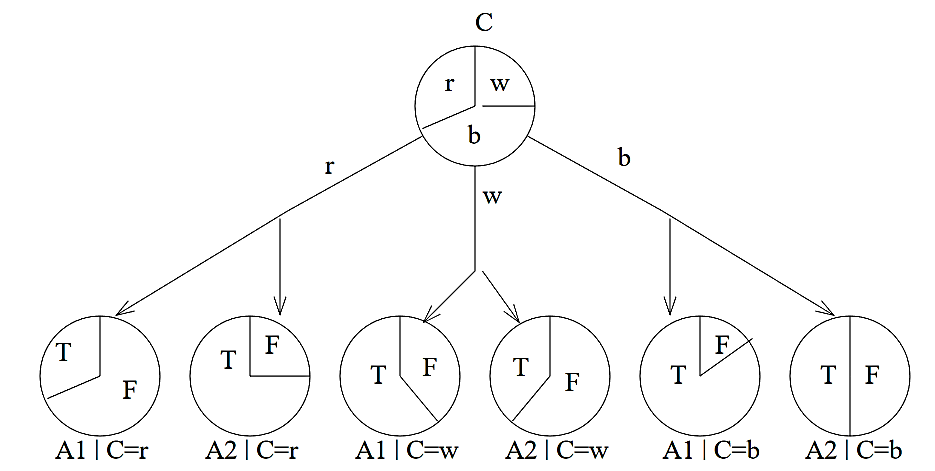 C
r w
b
r
w
b
T F
T F
T F
T F
T F
T F
A1 | C=r
A2 | C=r
A1 | C=w
A2 | C=w
A1 | C=b
A2 | C=b